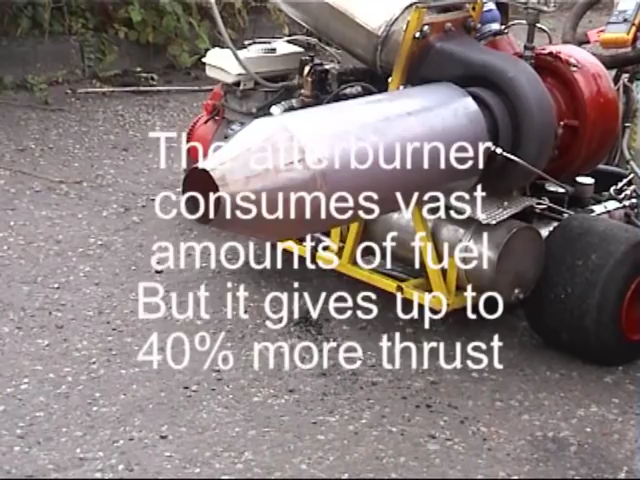 The afterburner
consumes vast
amounts of fuel
But it gives up to
40% more thrust